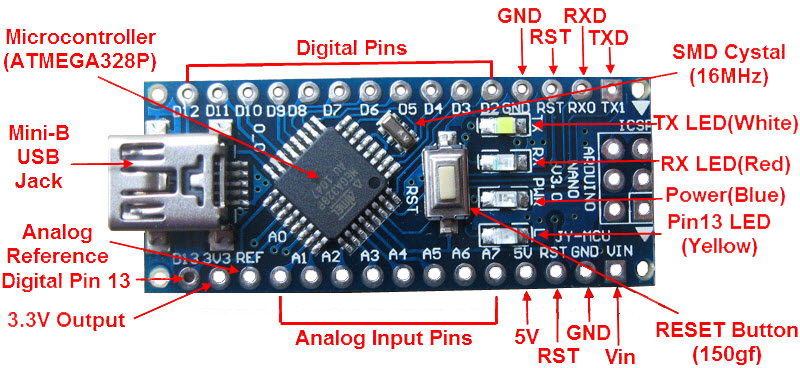 Microcontroller
(ATMEGA328P)
Digital Pins
GND
RST
RXD
TXD
SMD Cystal
(16MHz)
D12 D11 D10 D9 D8 D7 D6 D5 D4 D3 D2 GND RST RX0 TX1
Mini-B
USB
Jack
TX LED(White)
RX LED(Red)
Power(Blue)
Pin13 LED
(Yellow)
ICSP
ARDUINO
NANO
V3.0
PWR
RST
L
JY-MCU
Analog
Reference
Digital Pin 13
3.3V Output
A0
D13 3V3 REF A1 A2 A3 A4 A5 A6 A7 5V RST GND VIN
Analog Input Pins
5V
RST
GND
Vin
RESET Button
(150gf)